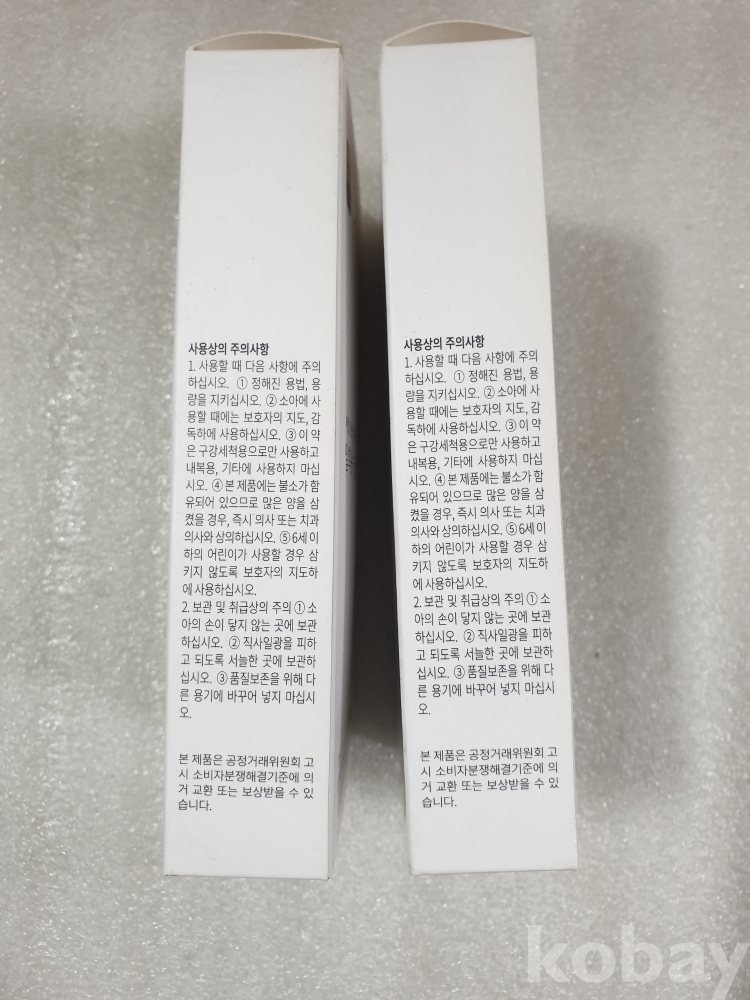 사용상의 주의사항
1. 사용할 때 다음 사항에 주의
하십시오. ① 정해진 용법, 용
량을 지키십시오. ② 소아에 사
용할 때에는 보호자의 지도, 감
독하에 사용하십시오. ③ 이 약
은 구강세척용으로만 사용하고
내복용, 기타에 사용하지 마십
시오. ④ 본 제품에는 불소가 함
유되어 있으므로 많은 양을 삼
켰을 경우, 즉시 의사 또는 치과
의사와 상의하십시오. ⑤ 6세 이
하의 어린이가 사용할 경우 삼
키지 않도록 보호자의 지도하
에 사용하십시오.
2. 보관 및 취급상의 주의 ① 소
아의 손이 닿지 않는 곳에 보관
하십시오. ② 직사일광을 피하
고 되도록 서늘한 곳에 보관하
십시오. ③ 품질보존을 위해 다
른 용기에 바꾸어 넣지 마십시
오.
본 제품은 공정거래위원회 고
시 소비자분쟁해결기준에 의
거 교환 또는 보상받을 수 있
습니다.
사용상의 주의사항
1. 사용할 때 다음 사항에 주의
하십시오. ① 정해진 용법, 용
량을 지키십시오. ② 소아에 사
용할 때에는 보호자의 지도, 감
독하에 사용하십시오. ③ 이 약
은 구강세척용으로만 사용하고
내복용, 기타에 사용하지 마십
시오. ④ 본 제품에는 불소가 함
유되어 있으므로 많은 양을 삼
켰을 경우, 즉시 의사 또는 치과
의사와 상의하십시오. ⑤ 6세 이
하의 어린이가 사용할 경우 삼
키지 않도록 보호자의 지도하
에 사용하십시오.
2. 보관 및 취급상의 주의 ① 소
아의 손이 닿지 않는 곳에 보관
하십시오. ② 직사일광을 피하
고 되도록 서늘한 곳에 보관하
십시오. ③ 품질보존을 위해 다
른 용기에 바꾸어 넣지 마십시
오.
본 제품은 공정거래위원회 고
시 소비자분쟁해결기준에 의
거 교환 또는 보상받을 수 있
습니다.
kobay